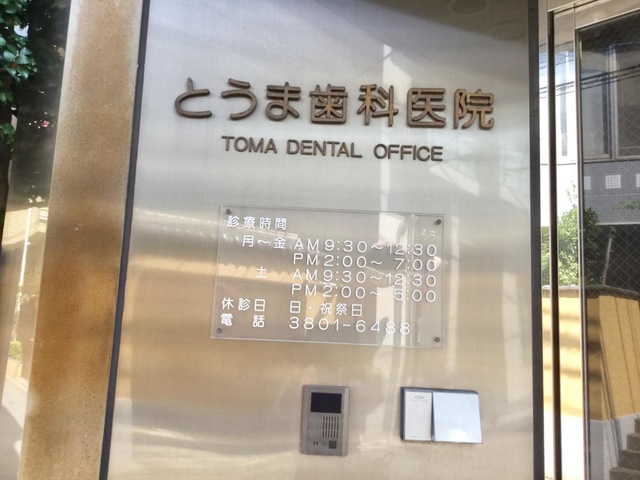 とうま歯科医院
TOMA DENTAL OFFICE
診療時間
月～金 AM9:30～12:30
PM2:00～7:00
土 AM9:30～12:30
PM2:00～5:00
休診日 日・祝祭日
電話 3801-6488